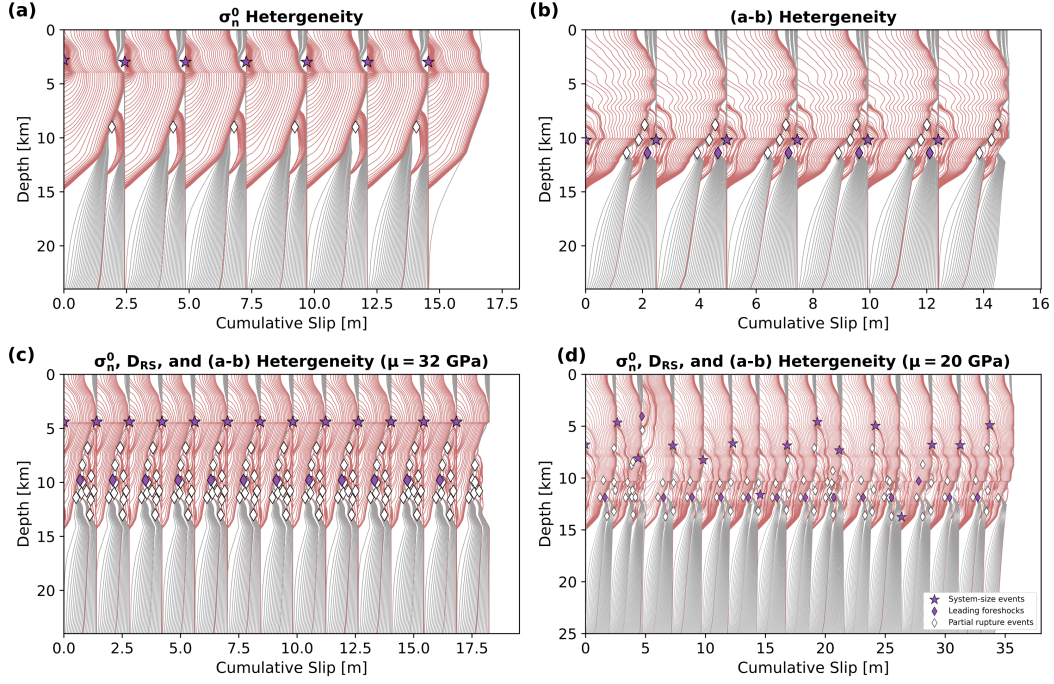 (a)
σₙ⁰ Hetergeneity
0
5
10
15
20
Depth [km]
0.0 2.5 5.0 7.5 10.0 12.5 15.0 17.5
Cumulative Slip [m]
(b)
(a-b) Hetergeneity
0
5
10
15
20
Depth [km]
0 2 4 6 8 10 12 14 16
Cumulative Slip [m]
(c)
σₙ⁰, D_RS, and (a-b) Hetergeneity (μ = 32 GPa)
0
5
10
15
20
Depth [km]
0.0 2.5 5.0 7.5 10.0 12.5 15.0 17.5
Cumulative Slip [m]
(d)
σₙ⁰, D_RS, and (a-b) Hetergeneity (μ = 20 GPa)
0
5
10
15
20
25
Depth [km]
System-size events
Leading foreshocks
Partial rupture events
0 5 10 15 20 25 30 35
Cumulative Slip [m]